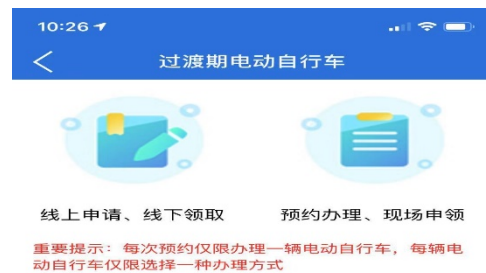 10:26
过渡期电动自行车
线上申请、线下领取 预约办理、现场申领
重要提示：每次预约仅限办理一辆电动自行车，每辆电
动自行车仅限选择一种办理方式